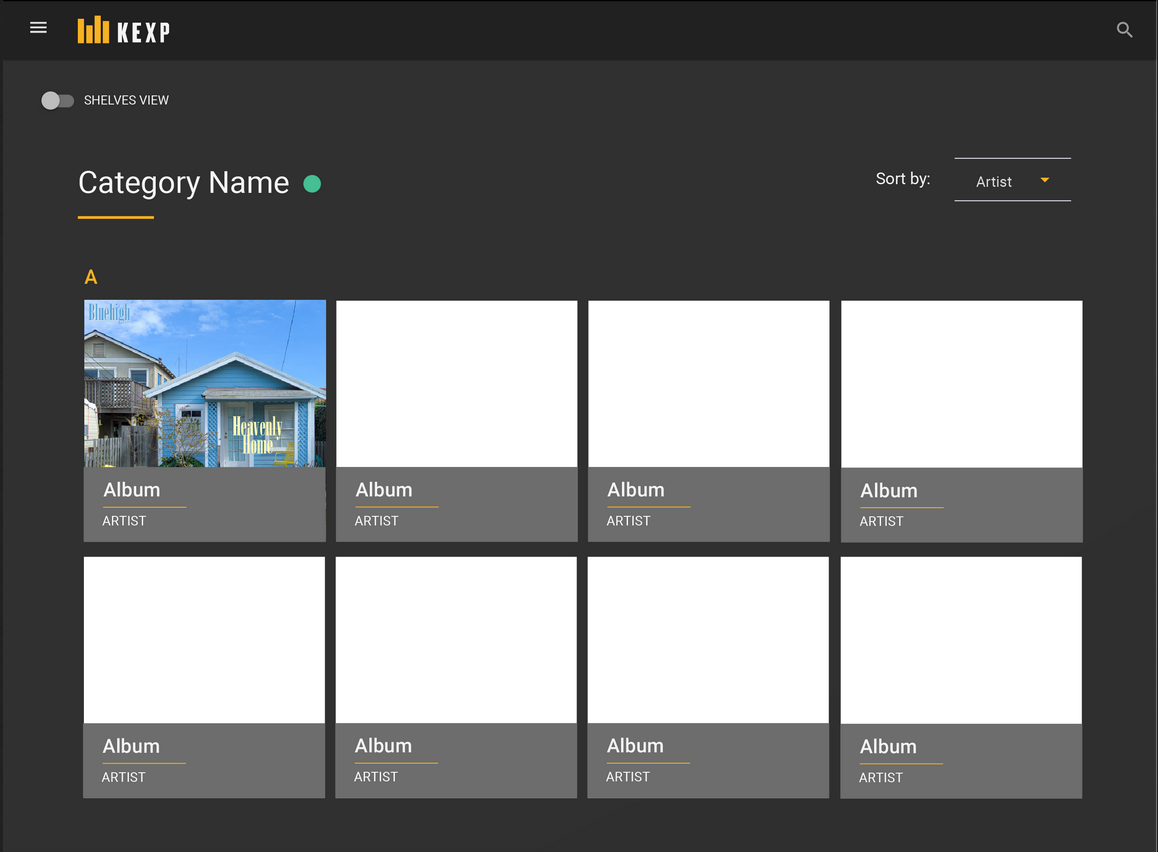 KEXP
SHELVES VIEW
Category Name
Sort by:
Artist
A
Bluehigh
Heavenly
Home
Album
ARTIST
Album
ARTIST
Album
ARTIST
Album
ARTIST
Album
ARTIST
Album
ARTIST
Album
ARTIST
Album
ARTIST